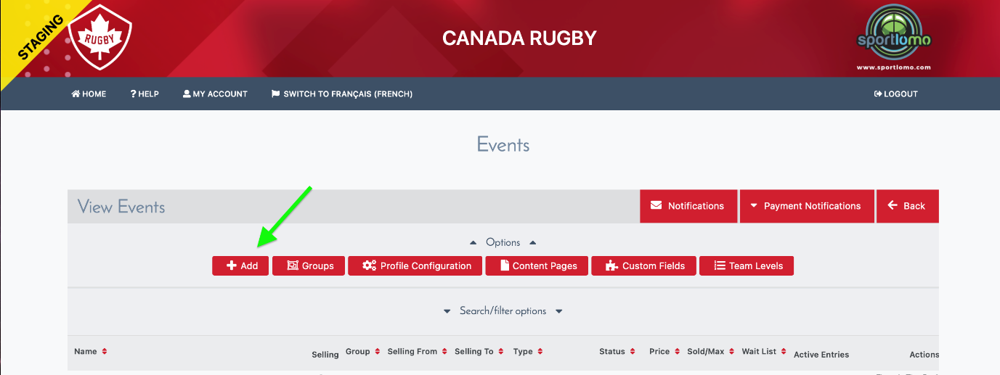 STAGING
RUGBY
CANADA RUGBY
sportlomo
www.sportlomo.com
HOME HELP MY ACCOUNT SWITCH TO FRANÇAIS (FRENCH) LOGOUT
Events
View Events Notifications Payment Notifications Back
Options
Add Groups Profile Configuration Content Pages Custom Fields Team Levels
Search/filter options
Name Selling Group Selling From Selling To Type Status Price Sold/Max Wait List Active Entries Actions